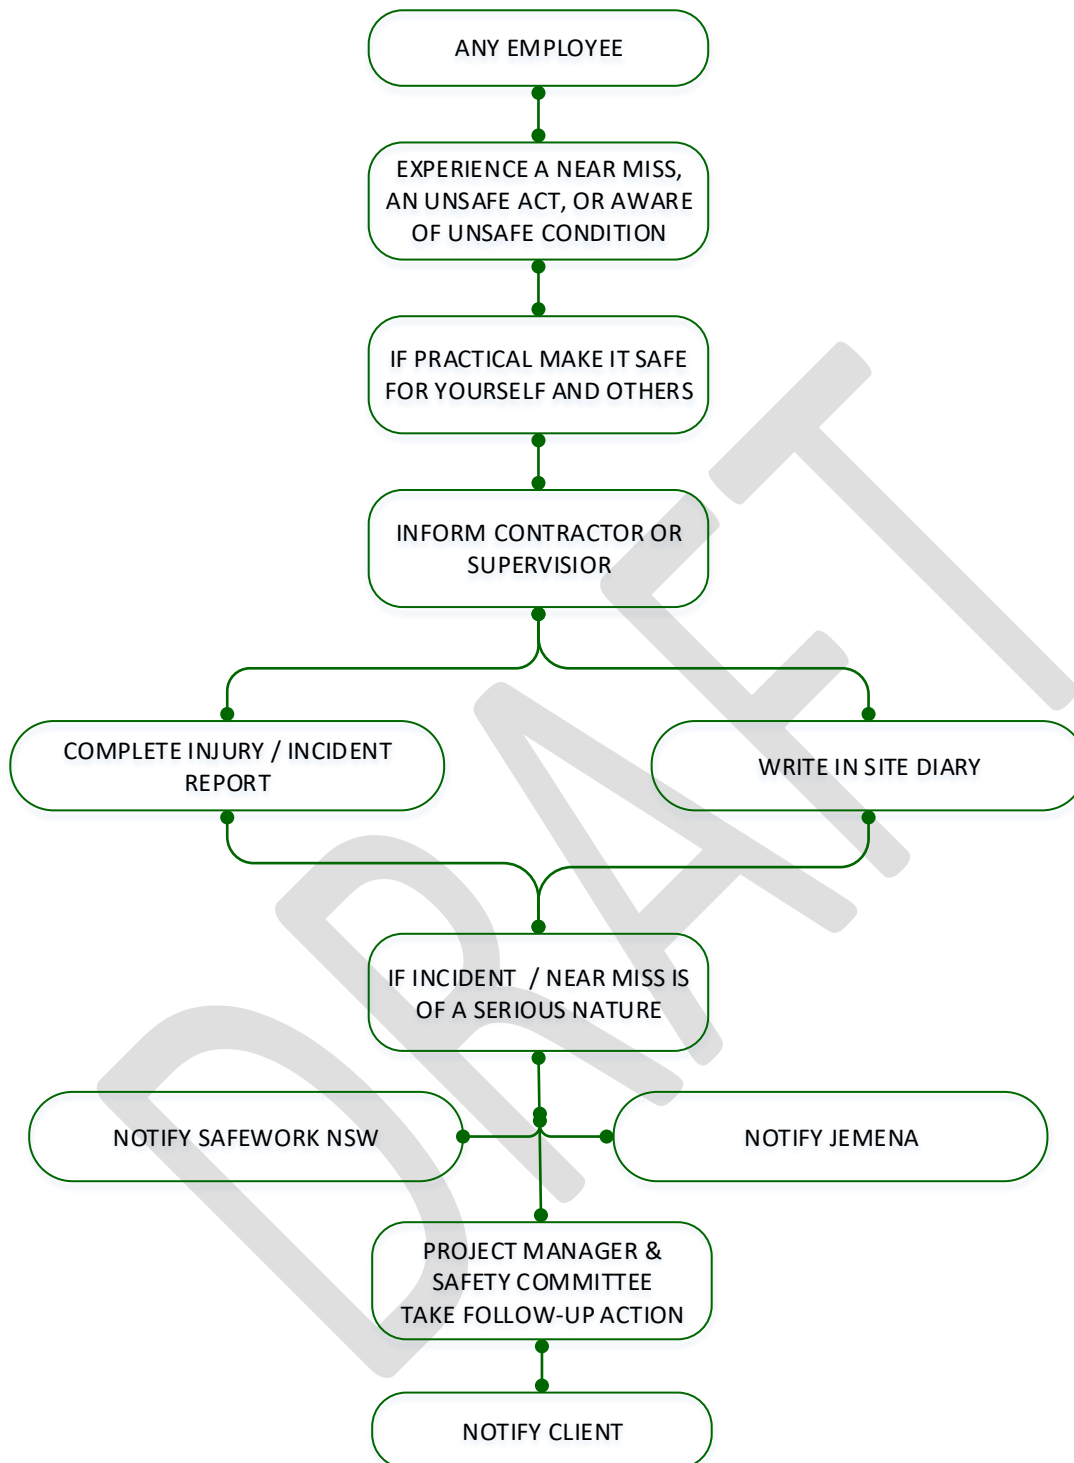 ANY EMPLOYEE
EXPERIENCE A NEAR MISS,
AN UNSAFE ACT, OR AWARE
OF UNSAFE CONDITION
IF PRACTICAL MAKE IT SAFE
FOR YOURSELF AND OTHERS
INFORM CONTRACTOR OR
SUPERVISIOR
COMPLETE INJURY / INCIDENT
REPORT
WRITE IN SITE DIARY
IF INCIDENT / NEAR MISS IS
OF A SERIOUS NATURE
NOTIFY SAFEWORK NSW
NOTIFY JEMENA
PROJECT MANAGER &
SAFETY COMMITTEE
TAKE FOLLOW-UP ACTION
NOTIFY CLIENT
DRAFT